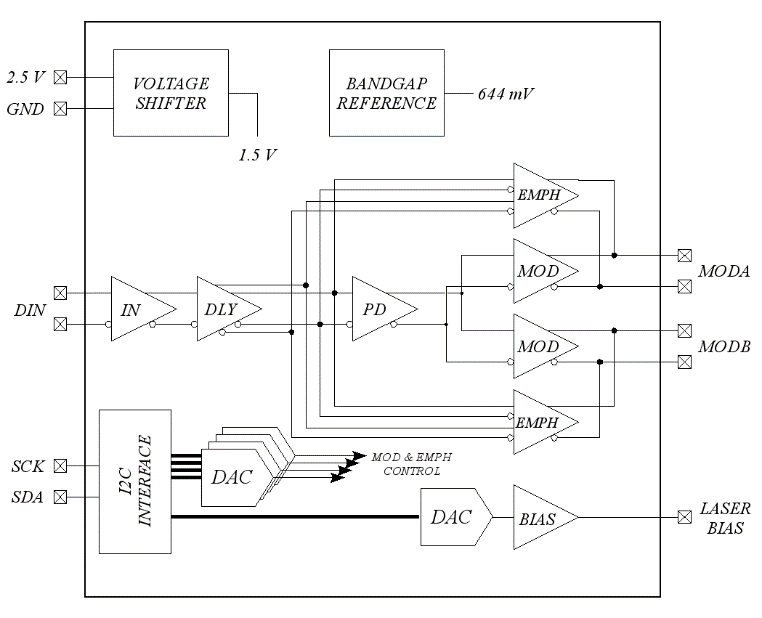 2.5 V
GND
VOLTAGE
SHIFTER
1.5 V
BANDGAP
REFERENCE
644 mV
EMPH
MOD
MODA
DIN
IN
DLY
PD
MOD
MODB
EMPH
SCK
SDA
I2C
INTERFACE
DAC
MOD & EMPH
CONTROL
DAC
BIAS
LASER
BIAS